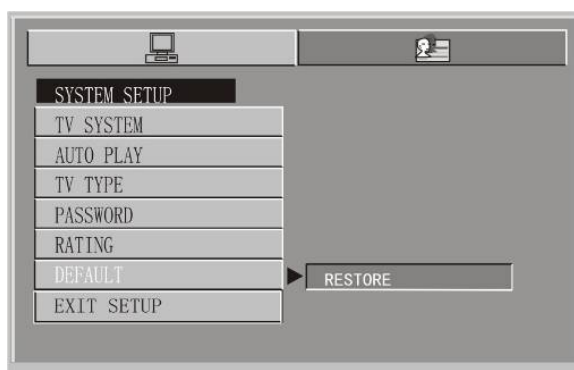 SYSTEM SETUP
TV SYSTEM
AUTO PLAY
TV TYPE
PASSWORD
RATING
DEFAULT
RESTORE
EXIT SETUP